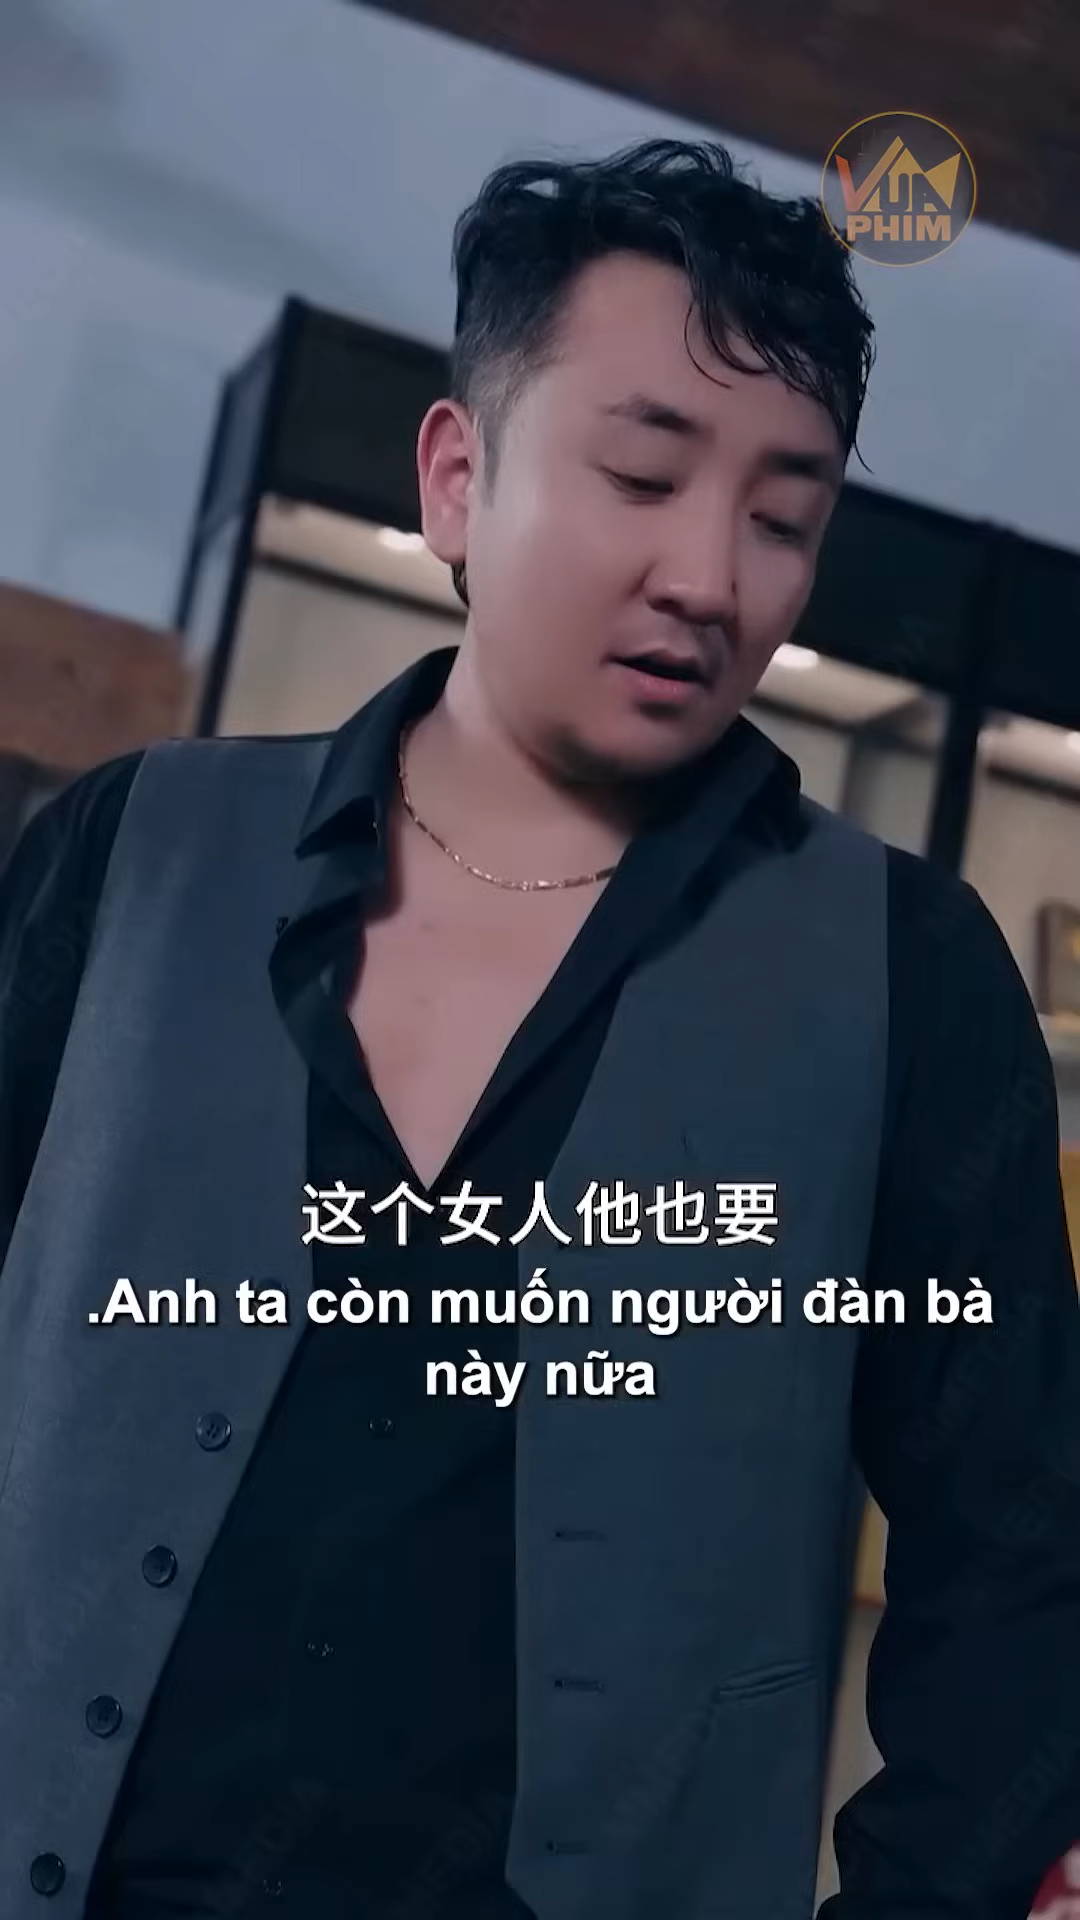 VUA
PHIM
这个女人他也要
.Anh ta còn muốn người đàn bà
này nữa